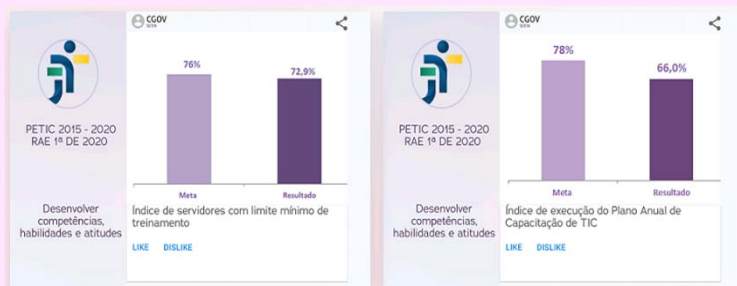 CGOV
76%
72,9%
Meta
Resultado
PETIC 2015 - 2020
RAE 1ª DE 2020
Desenvolver
competências,
habilidades e atitudes
Índice de servidores com limite mínimo de
treinamento
LIKE DISLIKE
CGOV
78%
66,0%
Meta
Resultado
PETIC 2015 - 2020
RAE 1ª DE 2020
Desenvolver
competências,
habilidades e atitudes
Índice de execução do Plano Anual de
Capacitação de TIC
LIKE DISLIKE